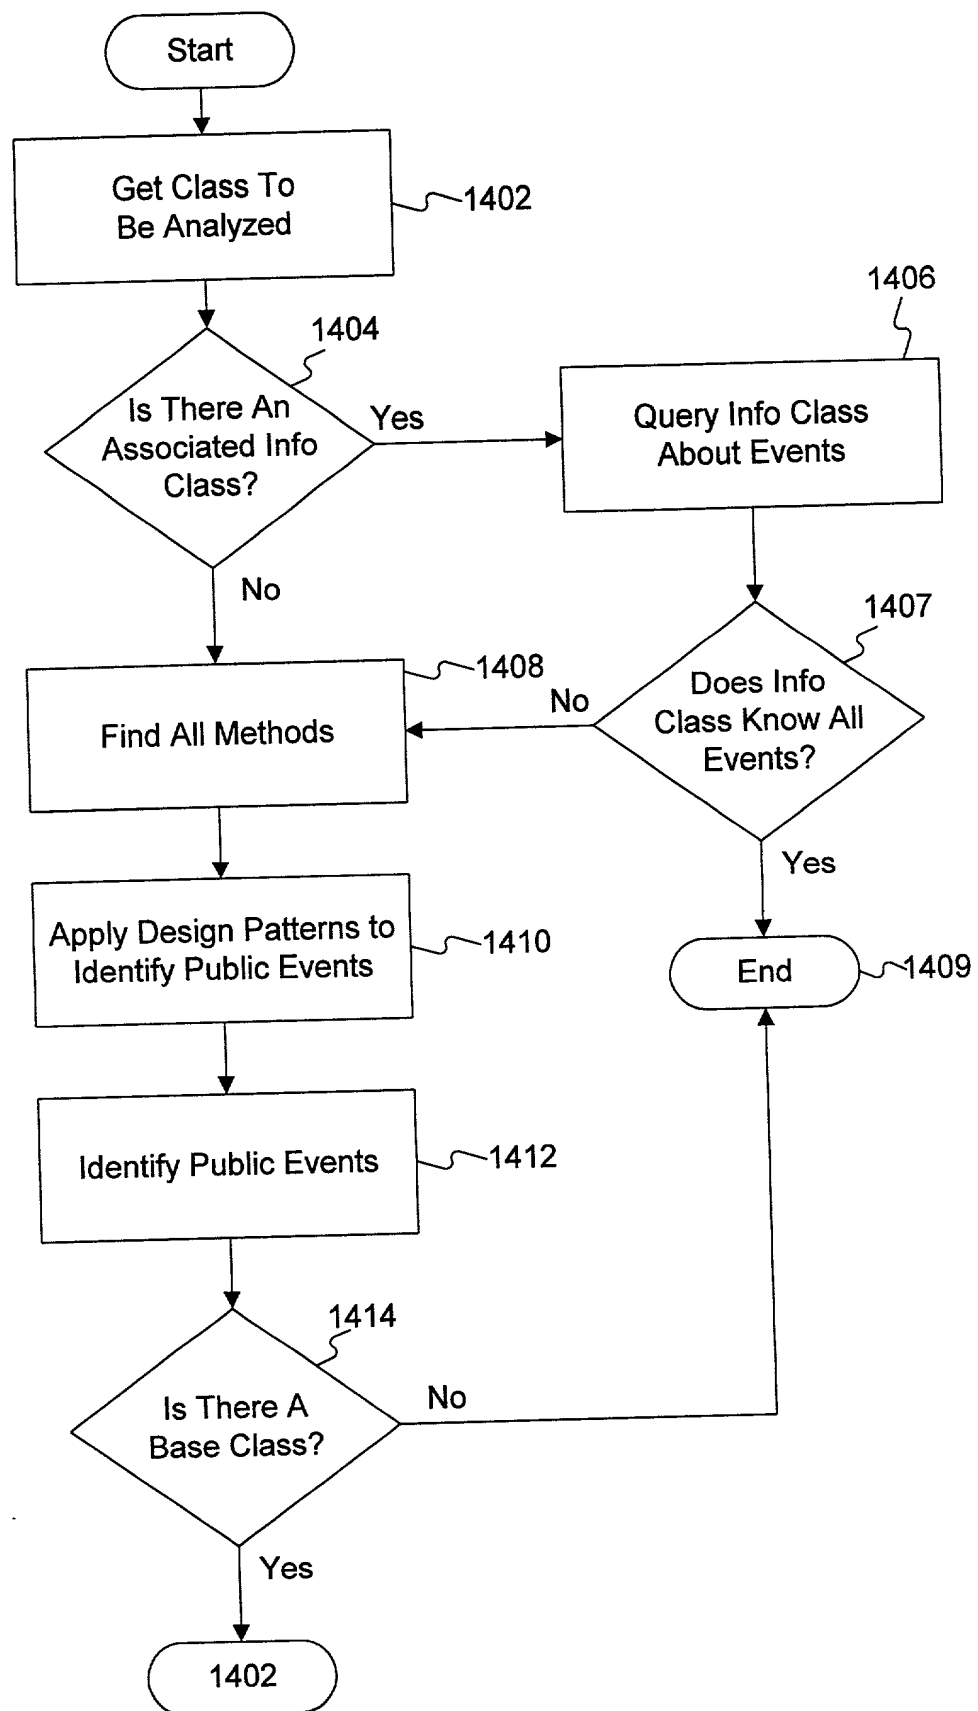 Start
Get Class To
Be Analyzed
1402
1404
Is There An
Associated Info
Class?
Yes
1406
Query Info Class
About Events
No
1407
Does Info
Class Know All
Events?
No
Yes
1408
Find All Methods
Apply Design Patterns to
Identify Public Events
1410
End
1409
Identify Public Events
1412
1414
Is There A
Base Class?
No
Yes
1402